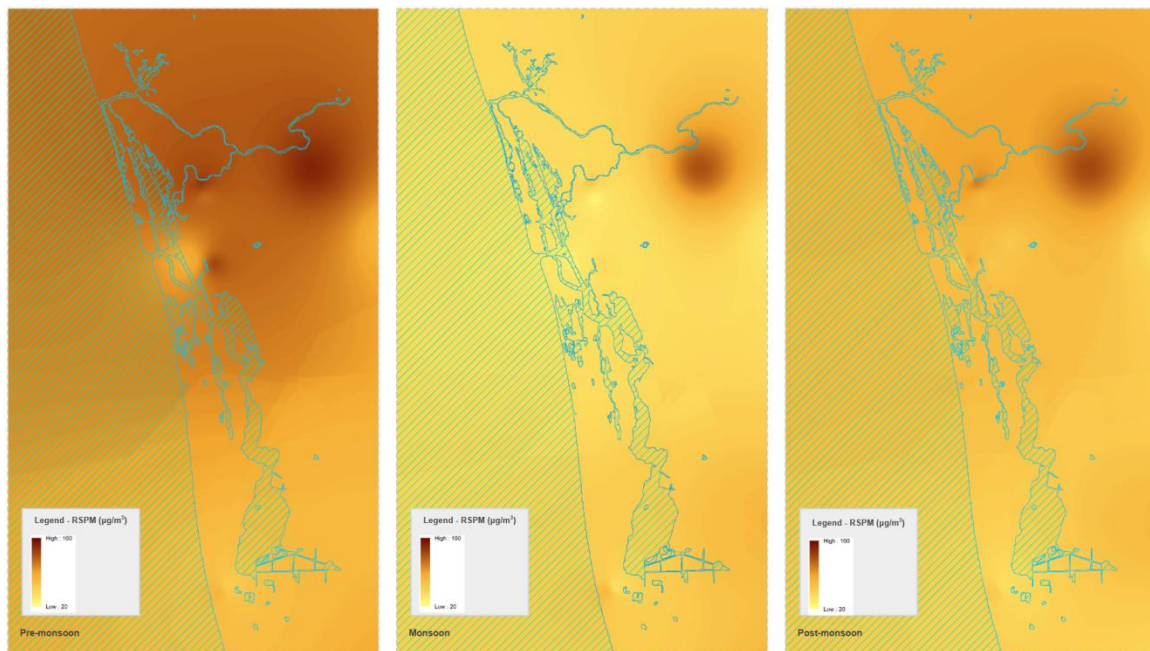 Legend - RSPM (µg/m³)
High : 100
Low : 20
Pre-monsoon
Legend - RSPM (µg/m³)
High : 100
Low : 20
Monsoon
Legend - RSPM (µg/m³)
High : 100
Low : 20
Post-monsoon